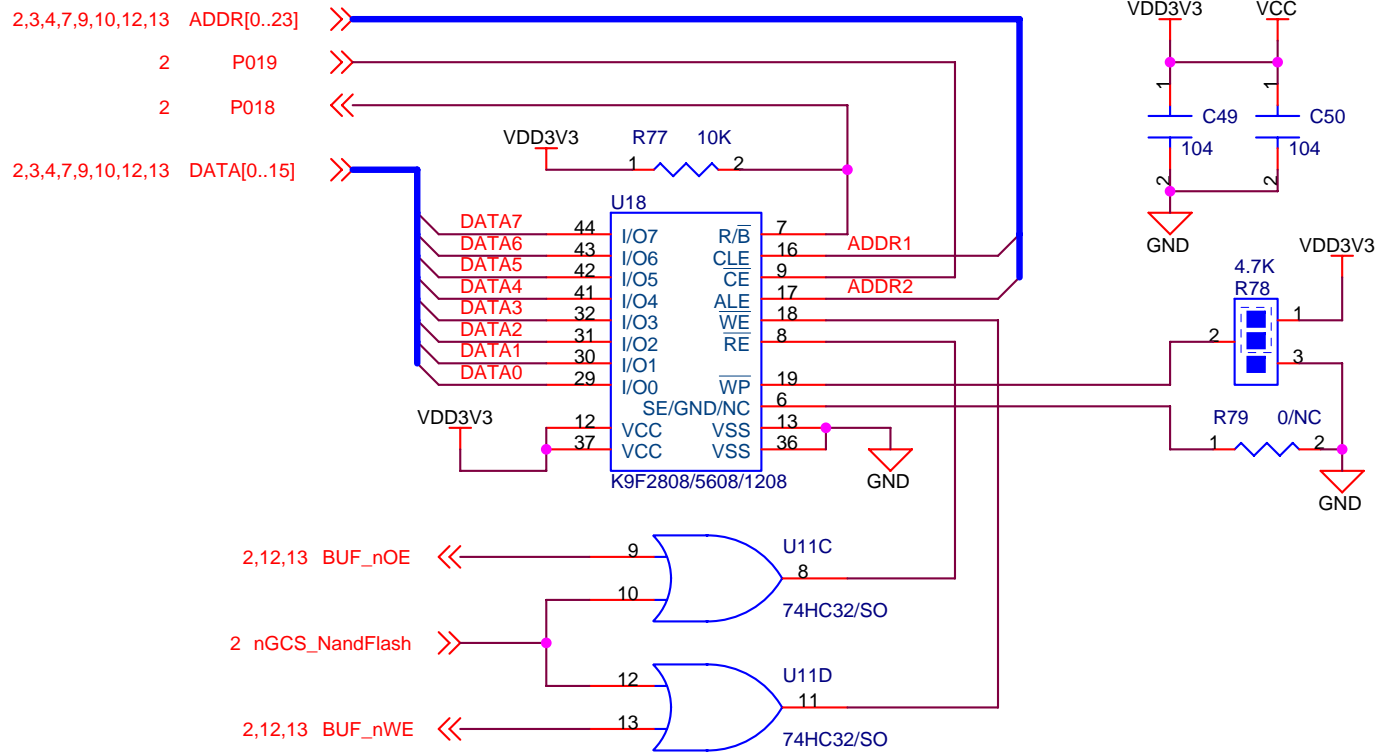 2,3,4,7,9,10,12,13 ADDR[0..23]
2 P019
2 P018
2,3,4,7,9,10,12,13 DATA[0..15]
VDD3V3 VCC
1 1
C49 C50
104 104
2 2
GND
VDD3V3 R77 10K
1 2
U18
DATA7 44 I/O7 R/B 7
DATA6 43 I/O6 CLE 16 ADDR1
DATA5 42 I/O5 CE 9
DATA4 41 I/O4 ALE 17 ADDR2
DATA3 32 I/O3 WE 18
DATA2 31 I/O2 RE 8
DATA1 30 I/O1
DATA0 29 I/O0 WP 19
SE/GND/NC 6
VDD3V3 12 VCC VSS 13
37 VCC VSS 36
K9F2808/5608/1208 GND
VDD3V3
4.7K
R78
1
2
3
R79 0/NC
1 2
GND
2,12,13 BUF_nOE 9 U11C
8
10
74HC32/SO
2 nGCS_NandFlash
12 U11D
11
2,12,13 BUF_nWE 13
74HC32/SO